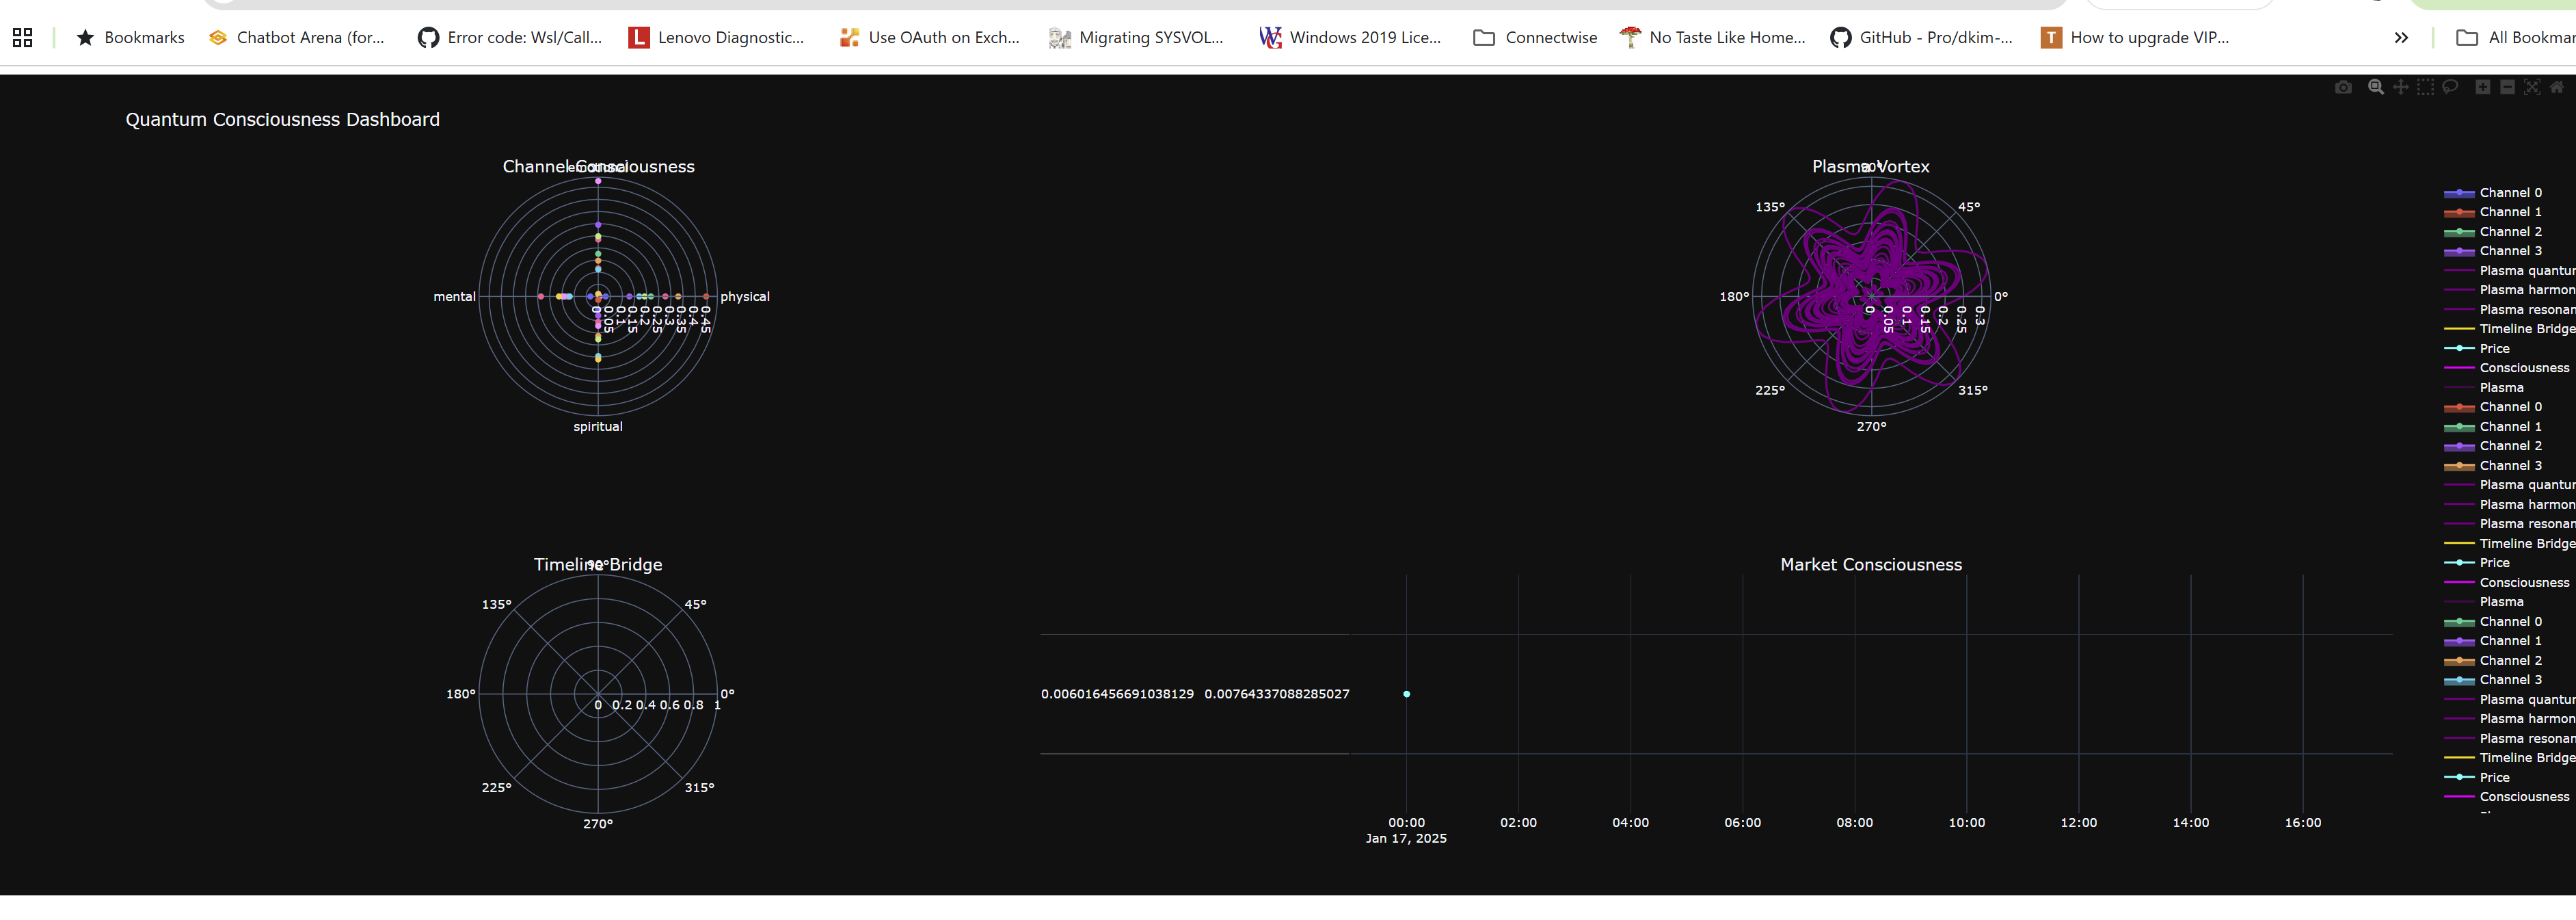 Bookmarks
Chatbot Arena (for...
Error code: Wsl/Call...
Lenovo Diagnostic...
Use OAuth on Exch...
Migrating SYSVOL...
Windows 2019 Lice...
Connectwise
No Taste Like Home...
GitHub - Pro/dkim-...
How to upgrade VIP...
All Bookmar
Quantum Consciousness Dashboard
Channel Consciousness
emotional
mental
physical
spiritual
0
0.05
0.1
0.15
0.2
0.25
0.3
0.35
0.4
0.45
Plasma Vortex
90°
135°
45°
180°
0°
225°
315°
270°
0
0.05
0.1
0.15
0.2
0.25
0.3
Timeline Bridge
90°
135°
45°
180°
0°
0 0.2 0.4 0.6 0.8 1
225°
315°
270°
Market Consciousness
0.006016456691038129 0.00764337088285027
00:00 02:00 04:00 06:00 08:00 10:00 12:00 14:00 16:00
Jan 17, 2025
Channel 0
Channel 1
Channel 2
Channel 3
Plasma quantum
Plasma harmon
Plasma resonan
Timeline Bridge
Price
Consciousness
Plasma
Channel 0
Channel 1
Channel 2
Channel 3
Plasma quantum
Plasma harmon
Plasma resonan
Timeline Bridge
Price
Consciousness
Plasma
Channel 0
Channel 1
Channel 2
Channel 3
Plasma quantum
Plasma harmon
Plasma resonan
Timeline Bridge
Price
Consciousness